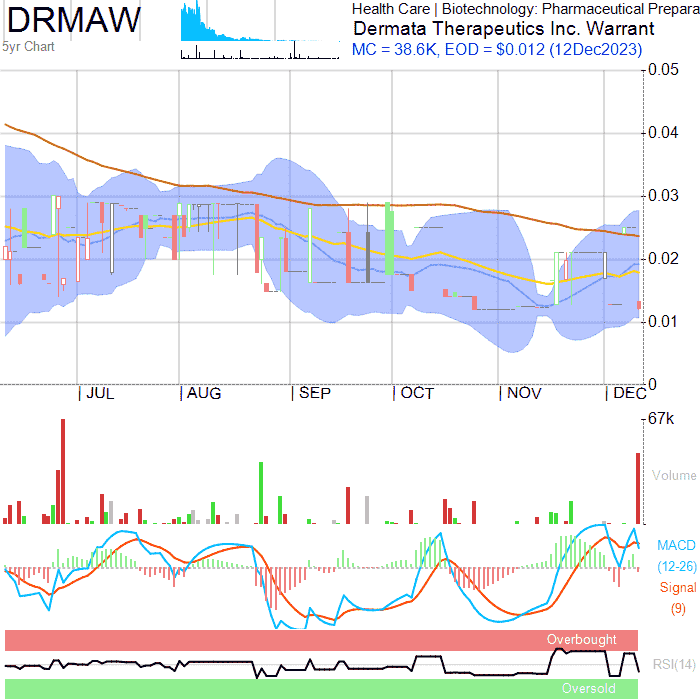 DRMAW
5yr Chart
Health Care | Biotechnology: Pharmaceutical Prepara
Dermata Therapeutics Inc. Warrant
MC = 38.6K, EOD = $0.012 (12Dec2023)
0.05
0.04
0.03
0.02
0.01
0
| JUL
| AUG
| SEP
| OCT
| NOV
| DEC
67k
Volume
MACD
(12-26)
Signal
(9)
Overbought
RSI(14)
Oversold